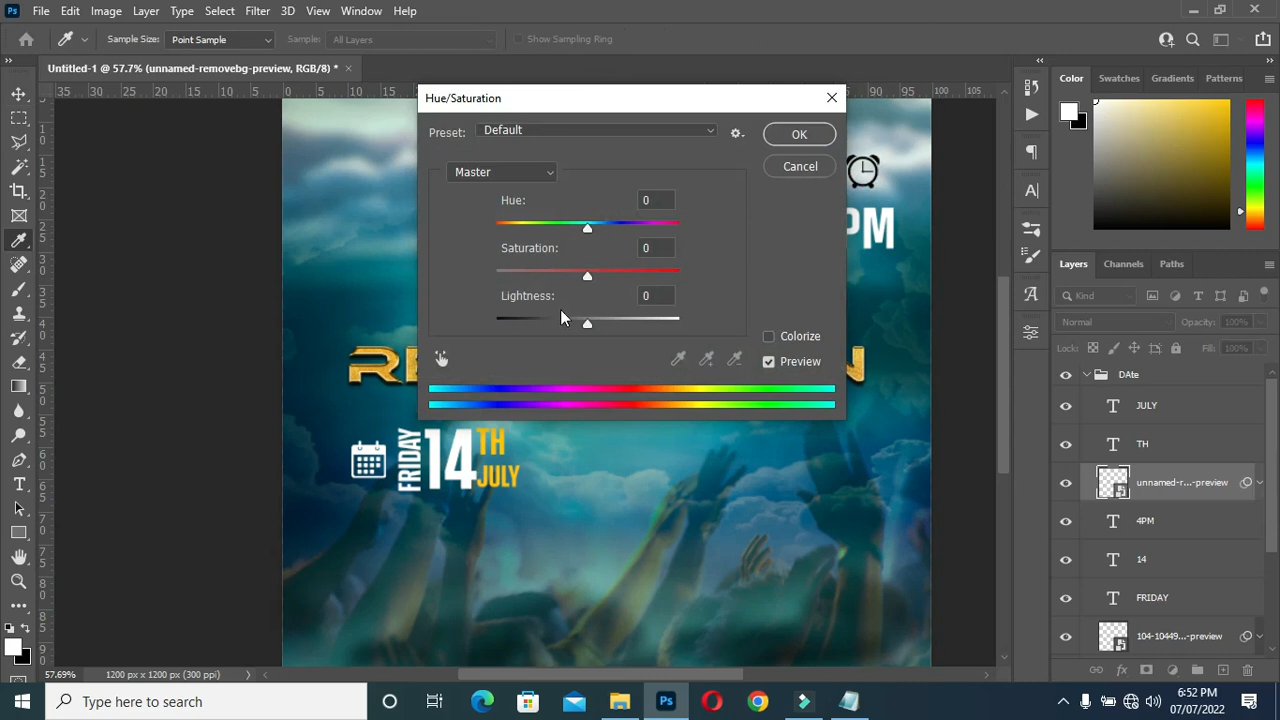 Ps File Edit Image Layer Type Select Filter 3D View Window Help
Sample Size: Point Sample Sample: All Layers Show Sampling Ring
Untitled-1 @ 57.7% (unnamed-removebg-preview, RGB/8) *
Hue/Saturation
Preset: Default
OK
Cancel
Master
Hue: 0
Saturation: 0
Lightness: 0
Colorize
Preview
PM
RE
N
FRIDAY
14
TH
JULY
Color Swatches Gradients Patterns
Layers Channels Paths
Kind
Normal Opacity: 100%
Lock: Fill: 100%
DAte
JULY
TH
unnamed-r...-preview
4PM
14
FRIDAY
104-10449...-preview
57.69% 1200 px x 1200 px (300 ppi)
Type here to search
Ps
6:52 PM
07/07/2022